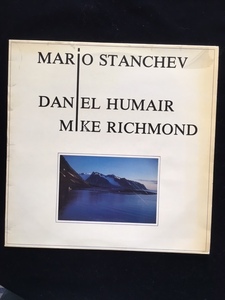 MARIO STANCHEV
DANIEL HUMAIR
MIKE RICHMOND